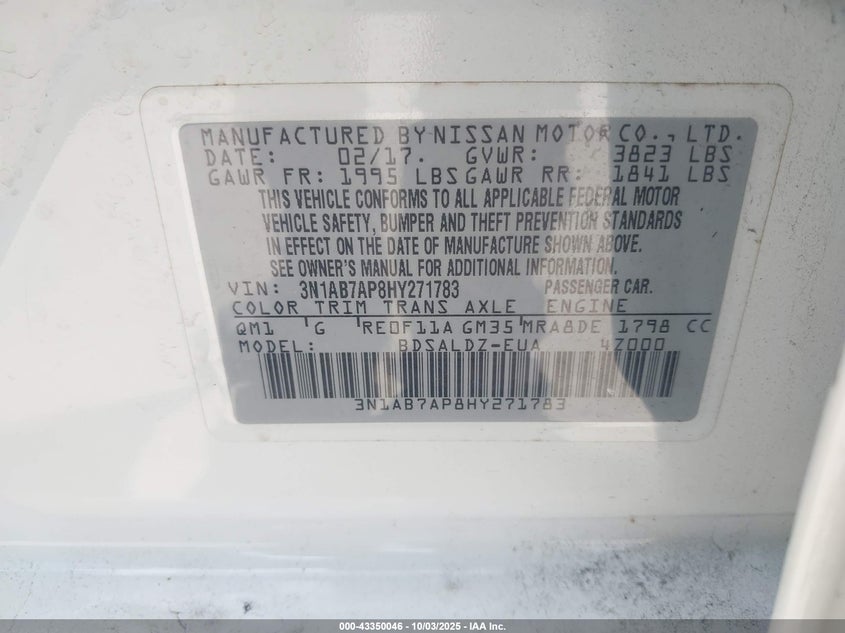 MANUFACTURED BY NISSAN MOTOR CO., LTD.
DATE: 02/17. GVWR: 3823 LBS
GAWR FR: 1995 LBS GAWR RR: 1841 LBS
THIS VEHICLE CONFORMS TO ALL APPLICABLE FEDERAL MOTOR
VEHICLE SAFETY, BUMPER AND THEFT PREVENTION STANDARDS
IN EFFECT ON THE DATE OF MANUFACTURE SHOWN ABOVE.
SEE OWNER'S MANUAL FOR ADDITIONAL INFORMATION.
VIN: 3N1AB7AP8HY271783 PASSENGER CAR.
COLOR TRIM TRANS AXLE ENGINE
QM1 'G 'RE0F11A GM35 'MRA8DE 1798 CC
MODEL: BDSALDZ-EUA 4Z000
3N1AB7AP8HY271783
000-43350046 - 10/03/2025 - IAA Inc.